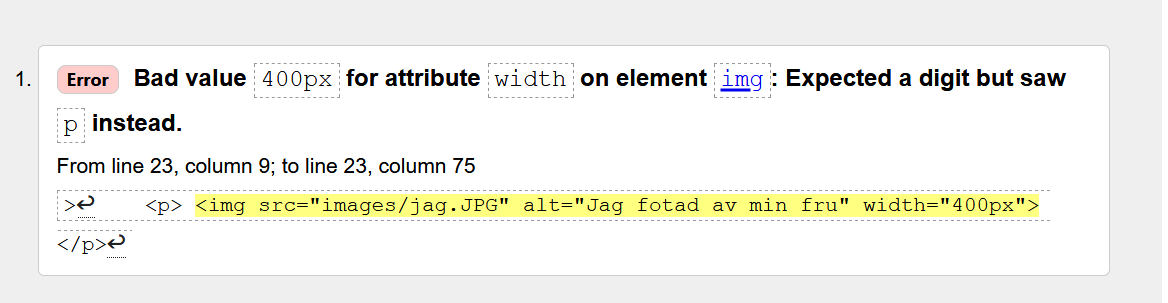 1. Error Bad value 400px for attribute width on element img: Expected a digit but saw
p instead.
From line 23, column 9; to line 23, column 75
>↩    <p> <img src="images/jag.JPG" alt="Jag fotad av min fru" width="400px">
</p>↩